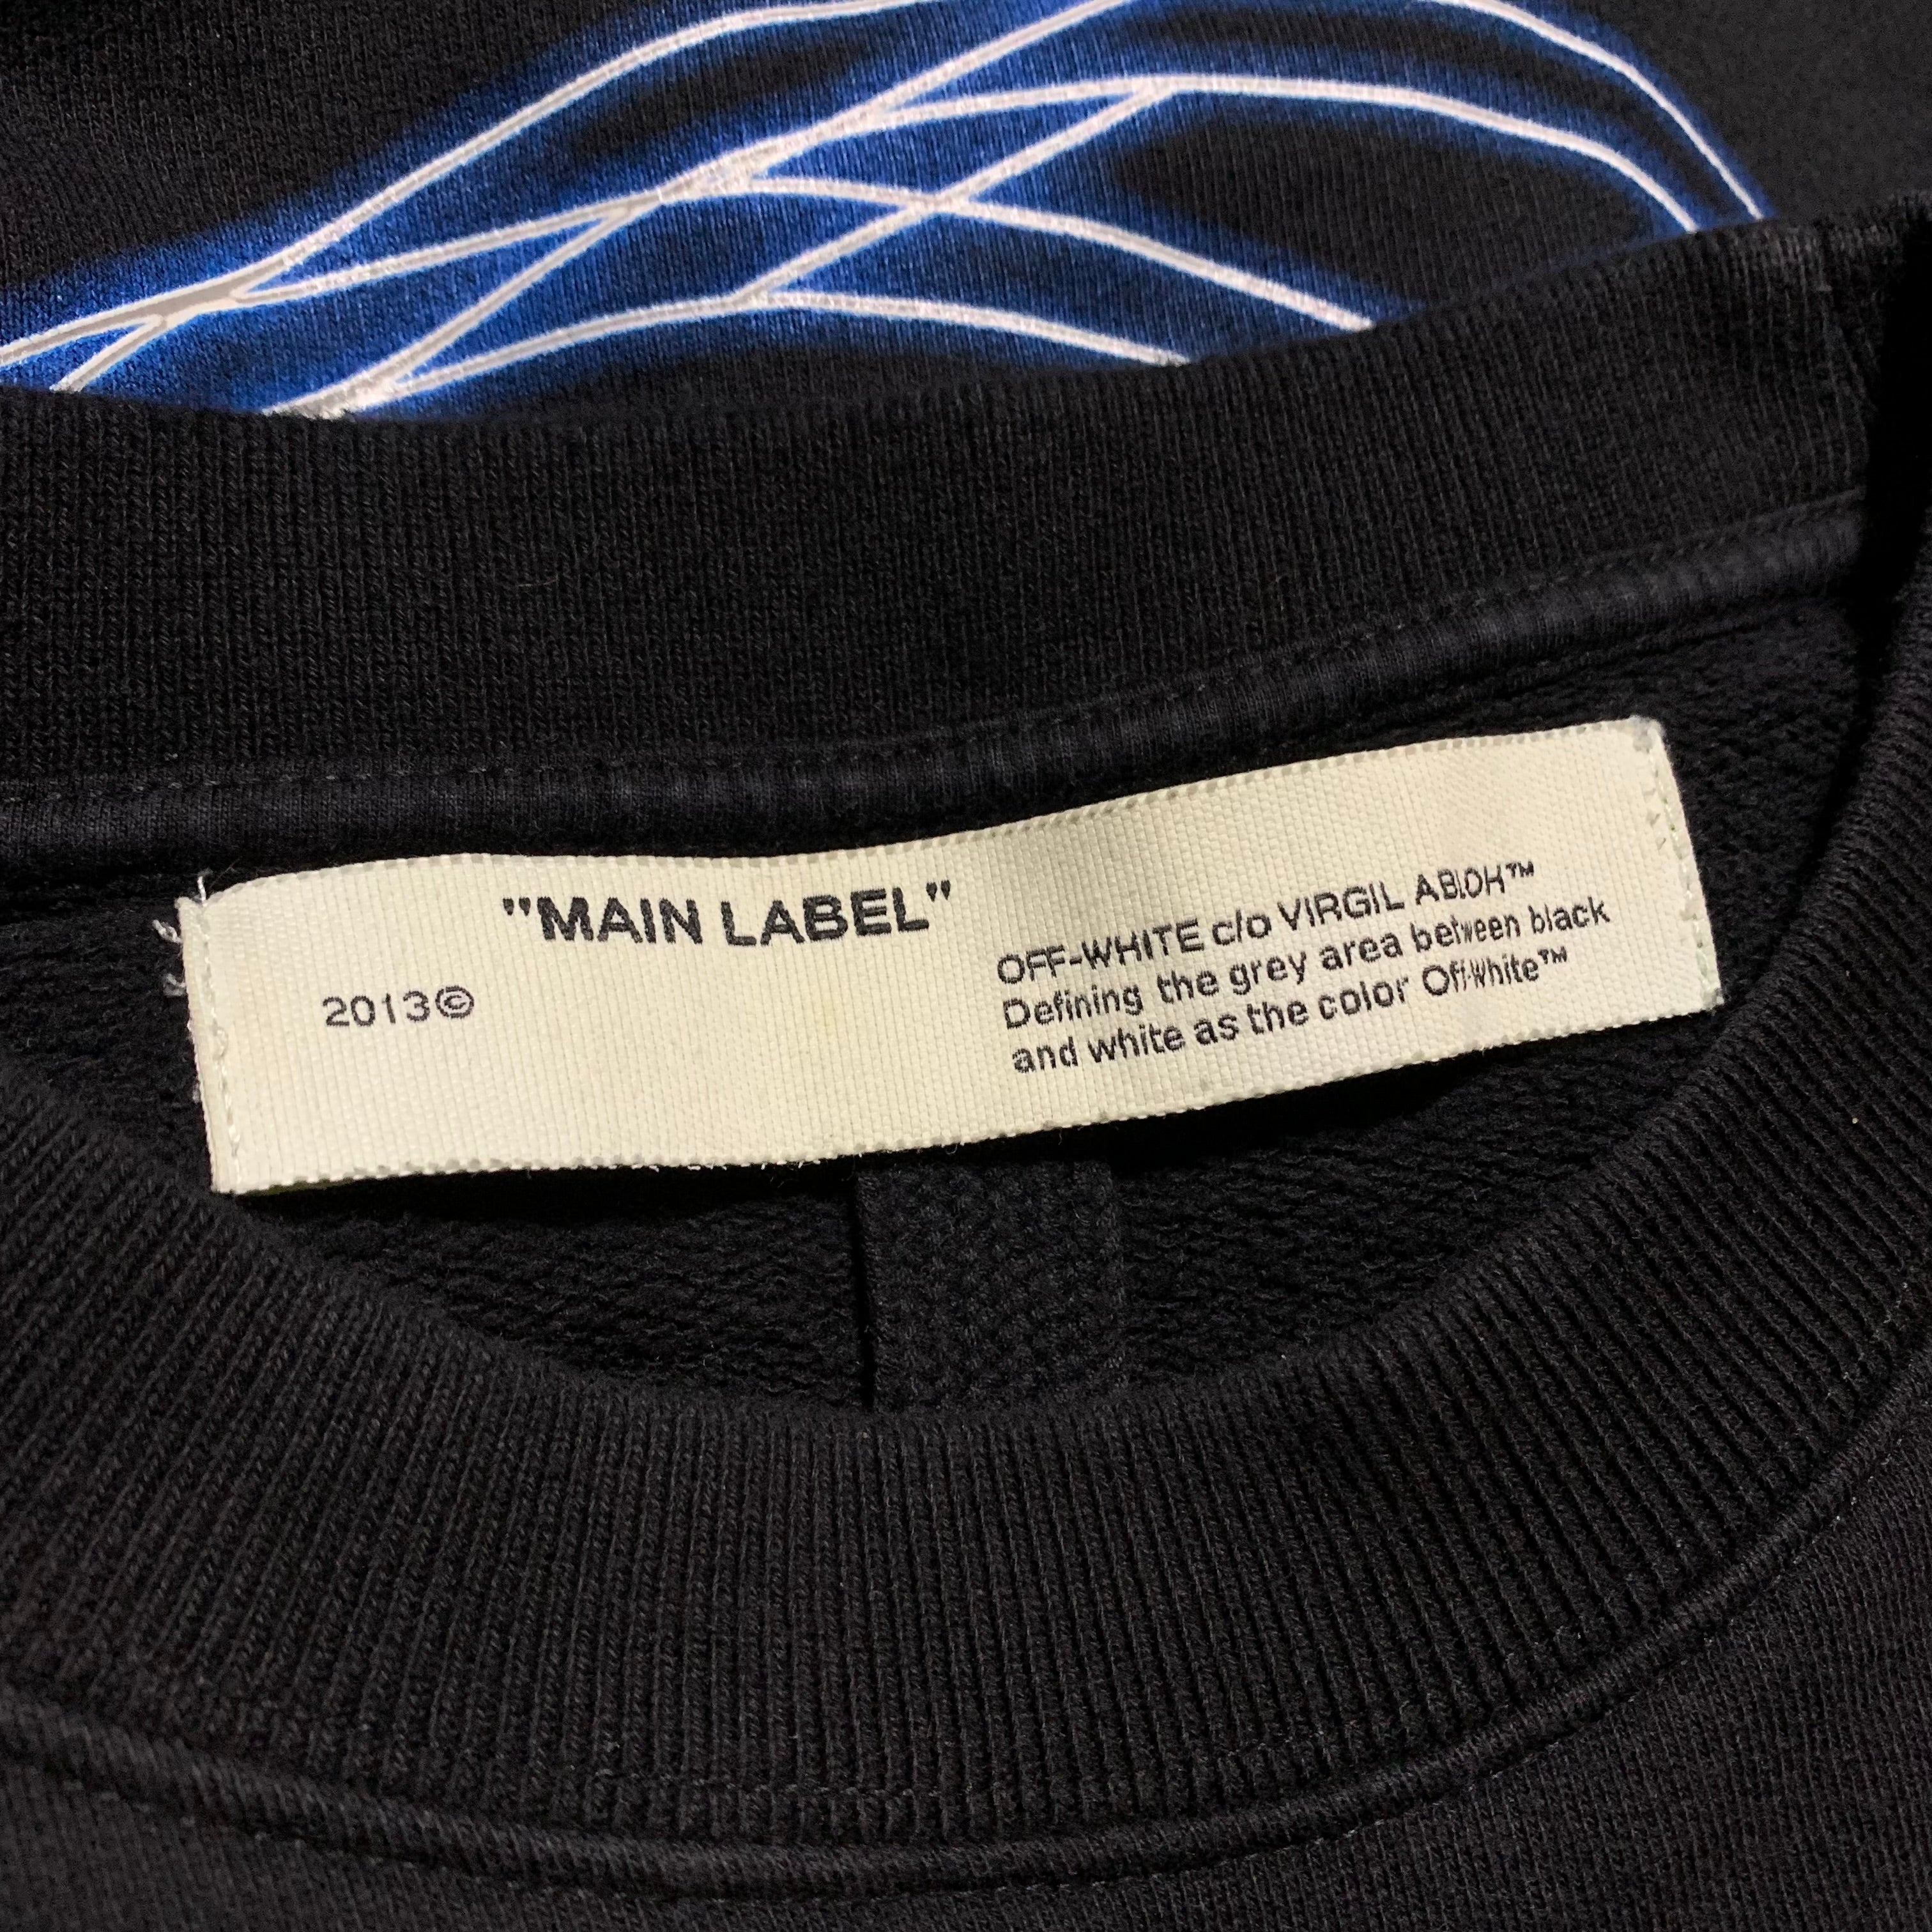 "MAIN LABEL"
2013©
OFF-WHITE c/o VIRGIL ABLOH™
Defining the grey area between black
and white as the color Off-White™